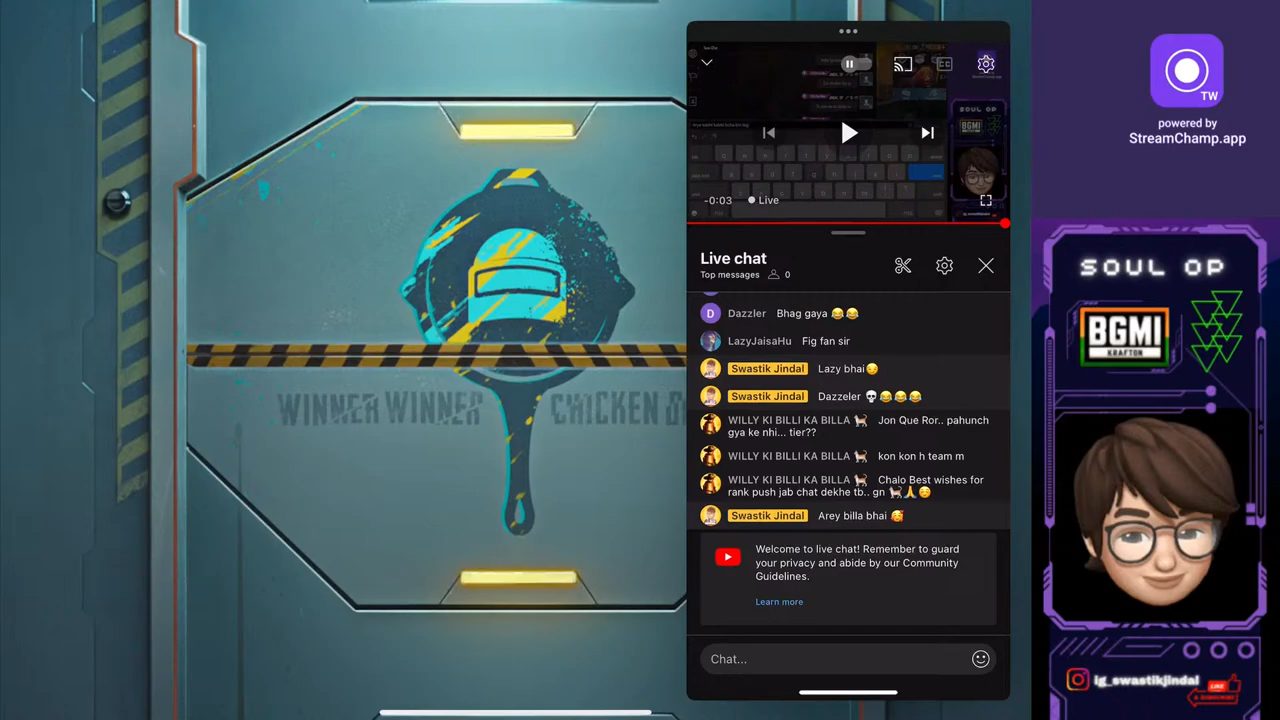 -0:03
Live
CC
Live chat
Top messages 0
D Dazzler Bhag gaya 😂😂
LazyJaisaHu Fig fan sir
Swastik Jindal Lazy bhai😏
Swastik Jindal Dazzeler 💀😂😂😂
WILLY KI BILLI KA BILLA 🐈 Jon Que Ror.. pahunch
gya ke nhi... tier??
WILLY KI BILLI KA BILLA 🐈 kon kon h team m
WILLY KI BILLI KA BILLA 🐈 Chalo Best wishes for
rank push jab chat dekhe tb.. gn 🐈🙏☺️
Swastik Jindal Arey billa bhai 🥰
Welcome to live chat! Remember to guard
your privacy and abide by our Community
Guidelines.
Learn more
Chat...
WINNER WINNER CHICKEN
TW
powered by
StreamChamp.app
SOUL OP
BGMI
KRAFTON
ig_swastikjindal
LIKE